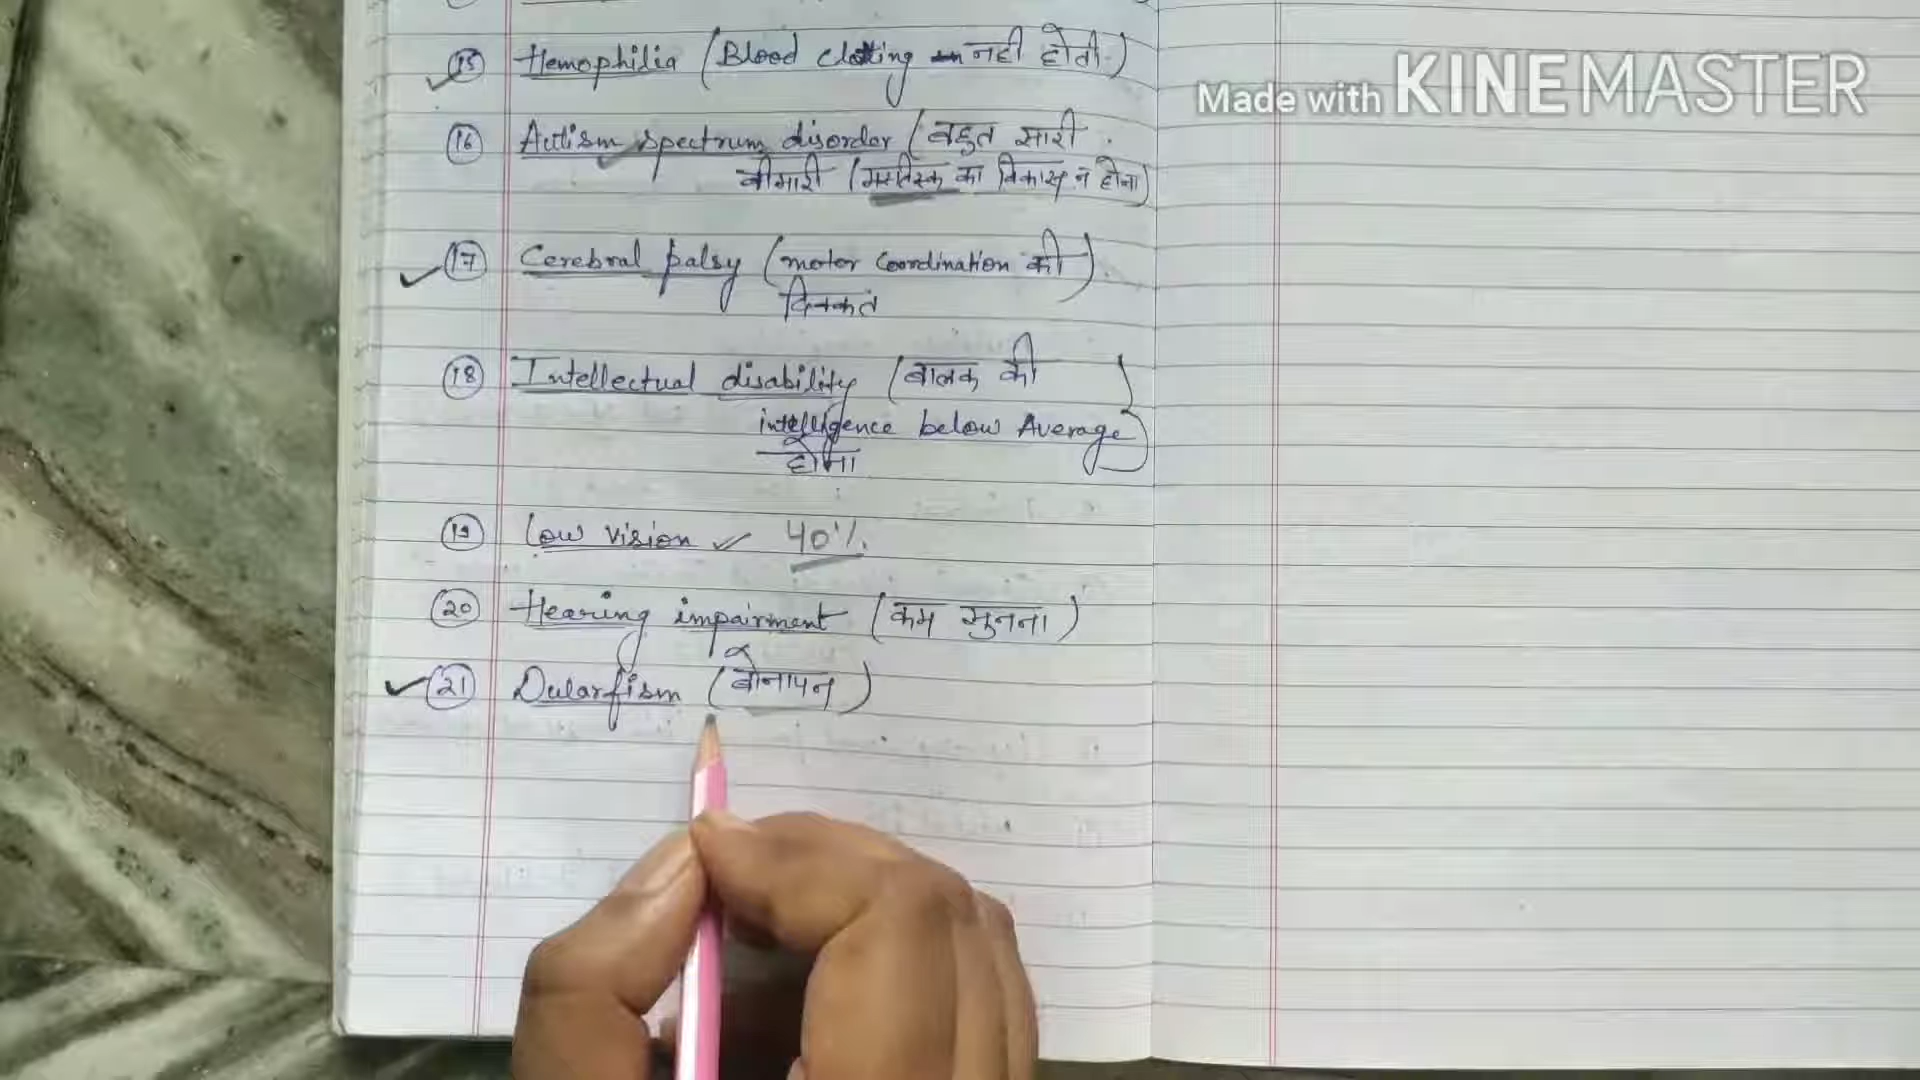 15 Hemophilia (Blood clotting नही होती)
Made with KINEMASTER
16 Autism spectrum disorder (बहुत सारी
बीमारी (मस्तिस्क का विकास न होना)
17 Cerebral palsy (motor coordination की)
दिक्कत
18 Intellectual disability (बालक की
intelligence below Average)
होना
19 Low vision ✓ 40%.
20 Hearing impairment (कम सुनना)
21 Dwarfism (बौनापन)